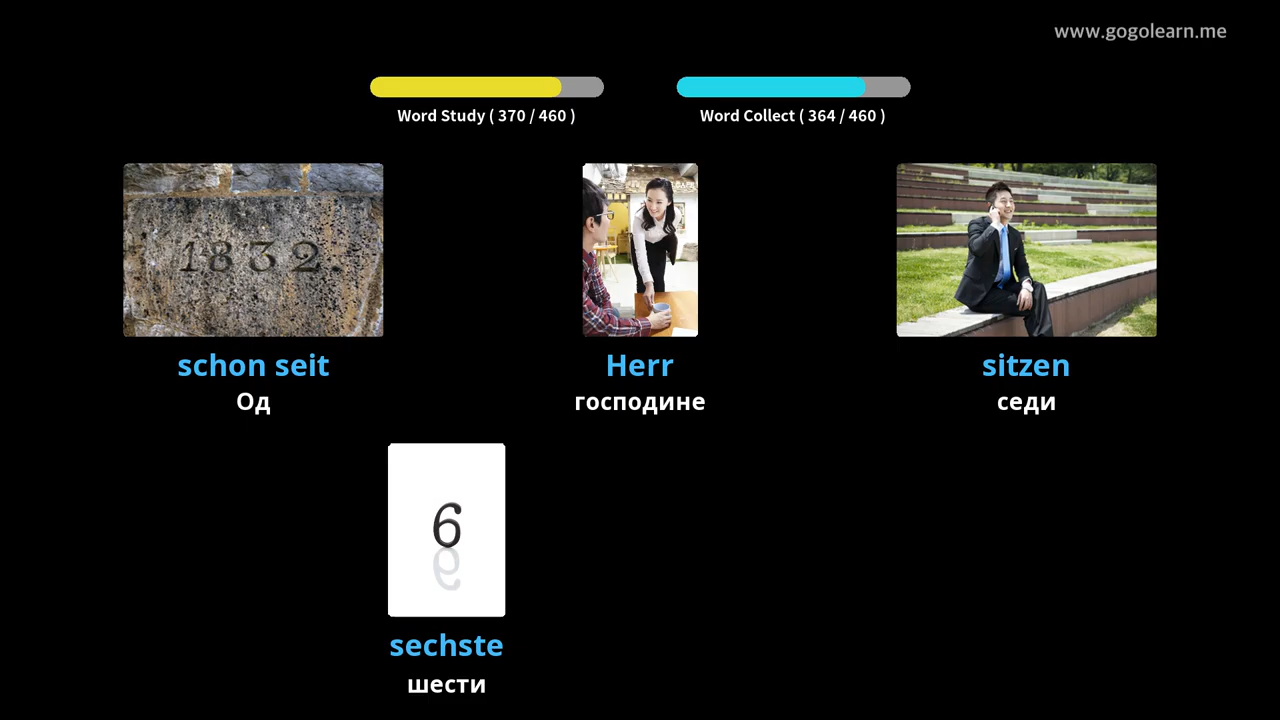 www.gogolearn.me
Word Study ( 370 / 460 )
Word Collect ( 364 / 460 )
1832.
schon seit
Од
Herr
господине
sitzen
седи
6
sechste
шести